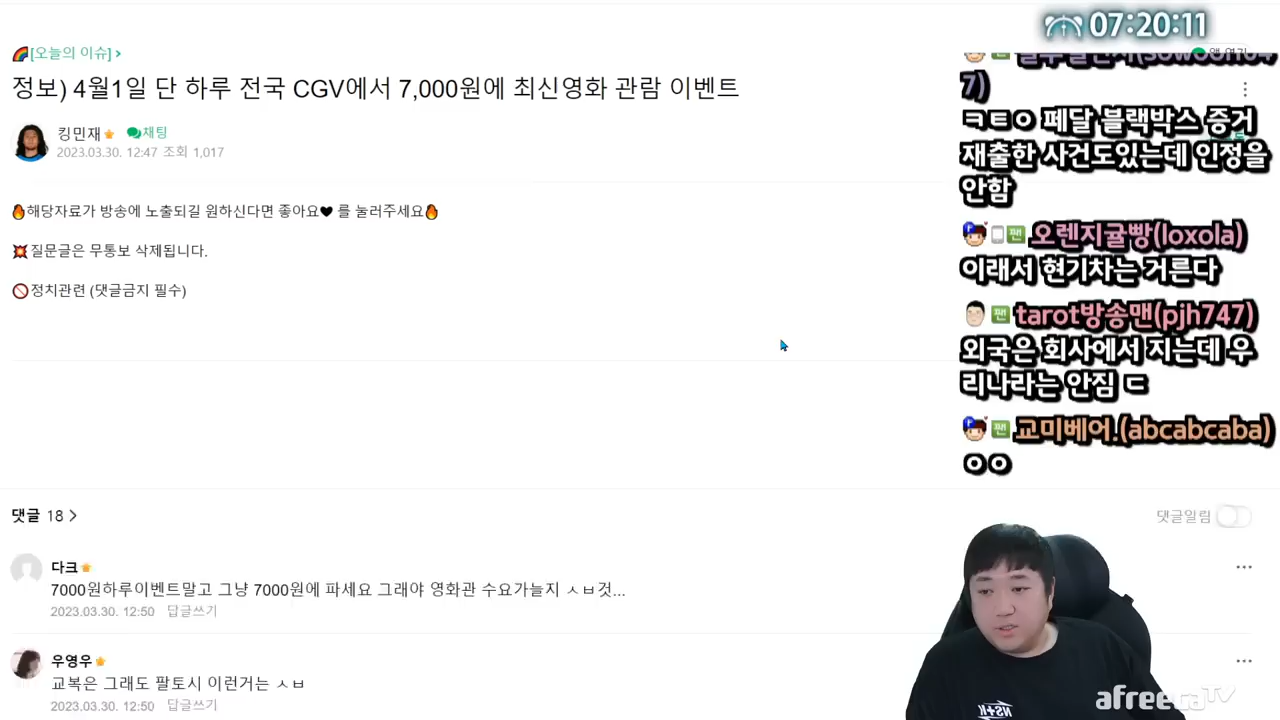 07:20:11
[오늘의 이슈] >
정보) 4월1일 단 하루 전국 CGV에서 7,000원에 최신영화 관람 이벤트
킹민재 채팅
2023.03.30. 12:47 조회 1,017
해당자료가 방송에 노출되길 원하신다면 좋아요🖤 를 눌러주세요
질문글은 무통보 삭제됩니다.
정치관련 (댓글금지 필수)
7)
ㅋㅌㅇ 페달 블랙박스 증거
재출한 사건도있는데 인정을
안함
오렌지귤빵(loxola)
이래서 현기차는 거른다
tarot방송맨(pjh747)
외국은 회사에서 지는데 우
리나라는 안짐 ㄷ
교미베어.(abcabcaba)
ㅇㅇ
댓글 18 >
댓글알림
다크
7000원하루이벤트말고 그냥 7000원에 파세요 그래야 영화관 수요가늘지 ㅅㅂ것...
2023.03.30. 12:50 답글쓰기
우영우
교복은 그래도 팔토시 이런거는 ㅅㅂ
2023.03.30. 12:50 답글쓰기
afreecaTV